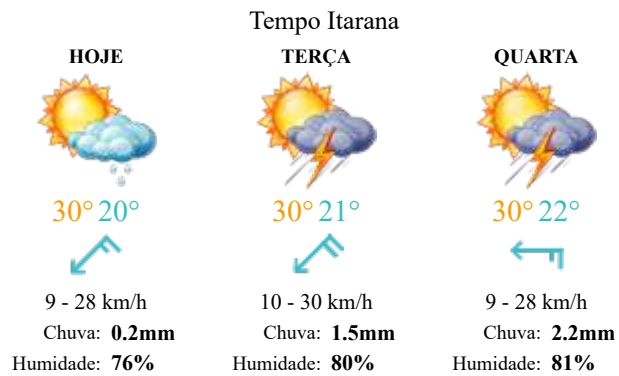 Tempo Itarana
HOJE TERÇA QUARTA
30° 20° 30° 21° 30° 22°
9 - 28 km/h 10 - 30 km/h 9 - 28 km/h
Chuva: 0.2mm Chuva: 1.5mm Chuva: 2.2mm
Humidade: 76% Humidade: 80% Humidade: 81%